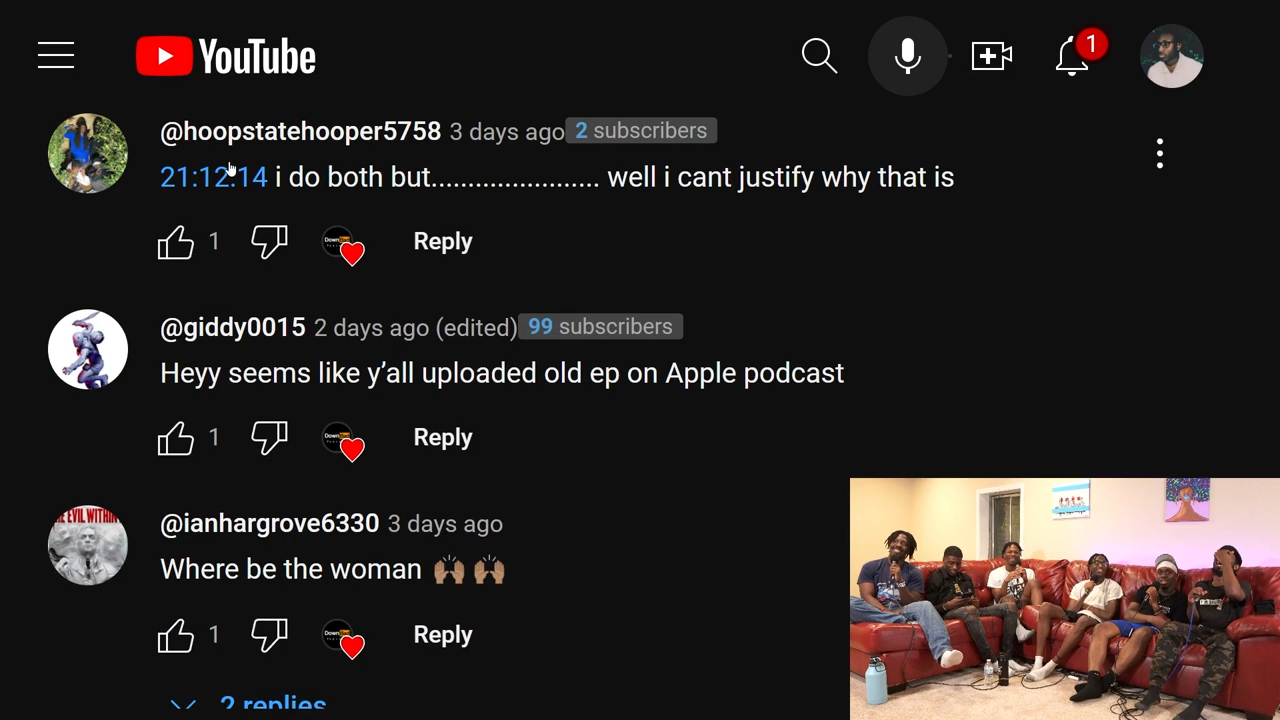 YouTube
1
@hoopstatehooper5758 3 days ago 2 subscribers
21:12:14 i do both but....................... well i cant justify why that is
1
Reply
@giddy0015 2 days ago (edited) 99 subscribers
Heyy seems like y’all uploaded old ep on Apple podcast
1
Reply
@ianhargrove6330 3 days ago
Where be the woman 🙌🏽 🙌🏽
1
Reply
2 replies